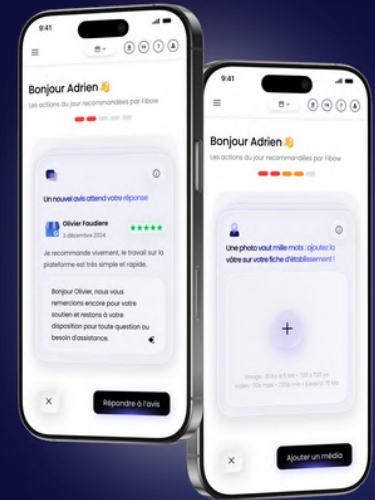 9:41
Bonjour Adrien 👋
Les actions du jour recommandées par Fibow
Un nouvel avis attend votre réponse
Olivier Faudiere
3 décembre 2024
Je recommande vivement, le travail sur la
plateforme est très simple et rapide.
Bonjour Olivier, nous vous
remercions encore pour votre
soutien et restons à votre
disposition pour toute question ou
besoin d'assistance.
Répondre à l'avis
9:41
Bonjour Adrien 👋
Les actions du jour recommandées par Fibow
Une photo vaut mille mots : ajoutez la
vôtre sur votre fiche d'établissement !
Ajouter un média